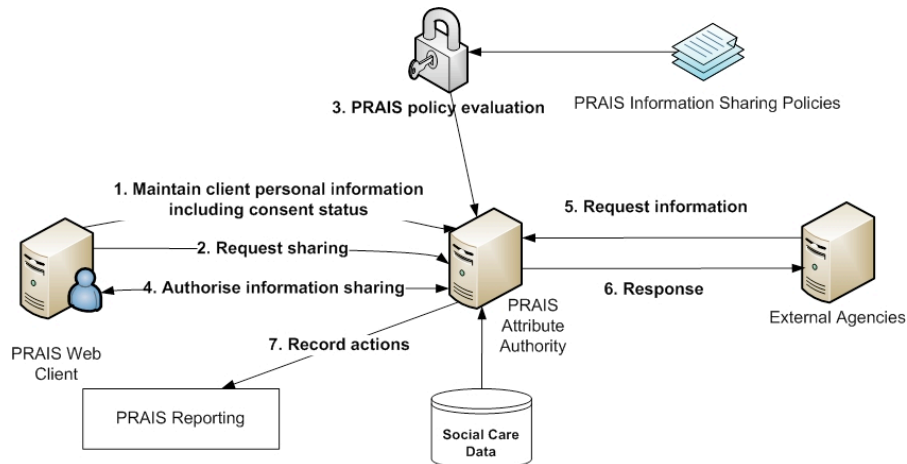 3. PRAIS policy evaluation
PRAIS Information Sharing Policies
1. Maintain client personal information
including consent status
2. Request sharing
4. Authorise information sharing
5. Request information
6. Response
PRAIS
Attribute
Authority
External Agencies
PRAIS Web
Client
7. Record actions
PRAIS Reporting
Social Care
Data